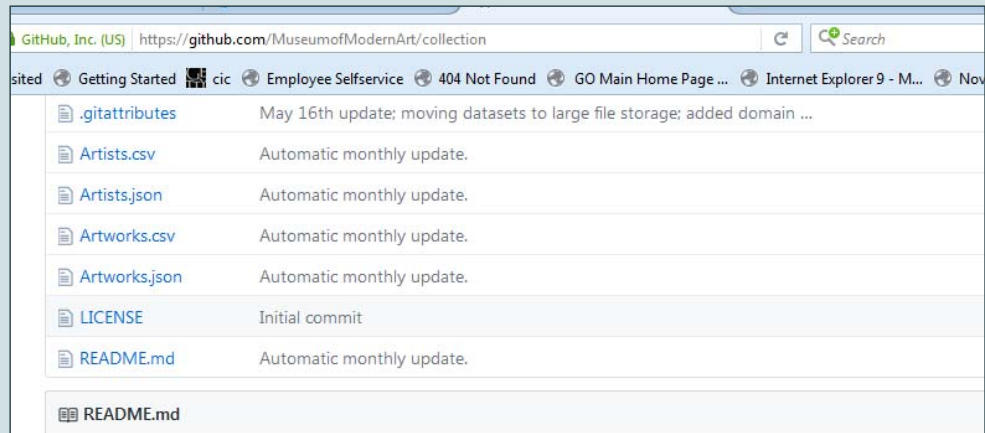 GitHub, Inc. (US) https://github.com/MuseumofModernArt/collection Search
sited Getting Started cic Employee Selfservice 404 Not Found GO Main Home Page ... Internet Explorer 9 - M... Nov
.gitattributes May 16th update; moving datasets to large file storage; added domain ...
Artists.csv Automatic monthly update.
Artists.json Automatic monthly update.
Artworks.csv Automatic monthly update.
Artworks.json Automatic monthly update.
LICENSE Initial commit
README.md Automatic monthly update.
README.md